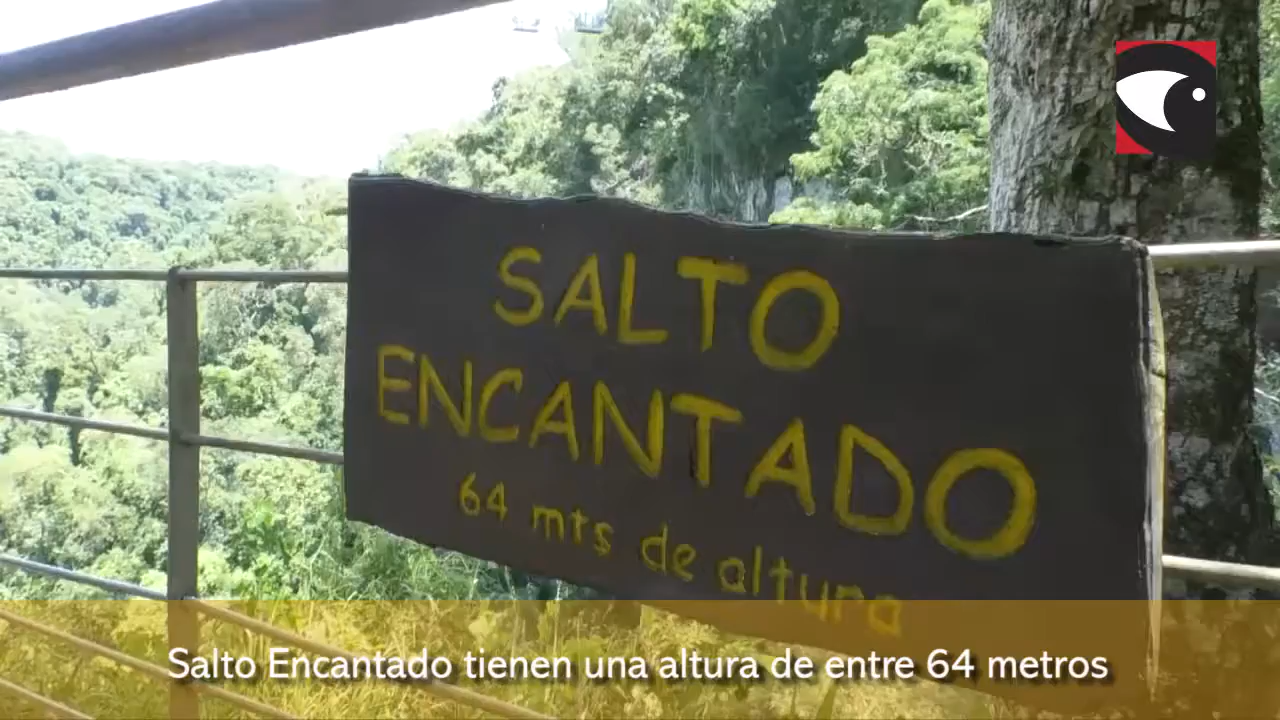 SALTO
ENCANTADO
64 mts de altura
Salto Encantado tienen una altura de entre 64 metros